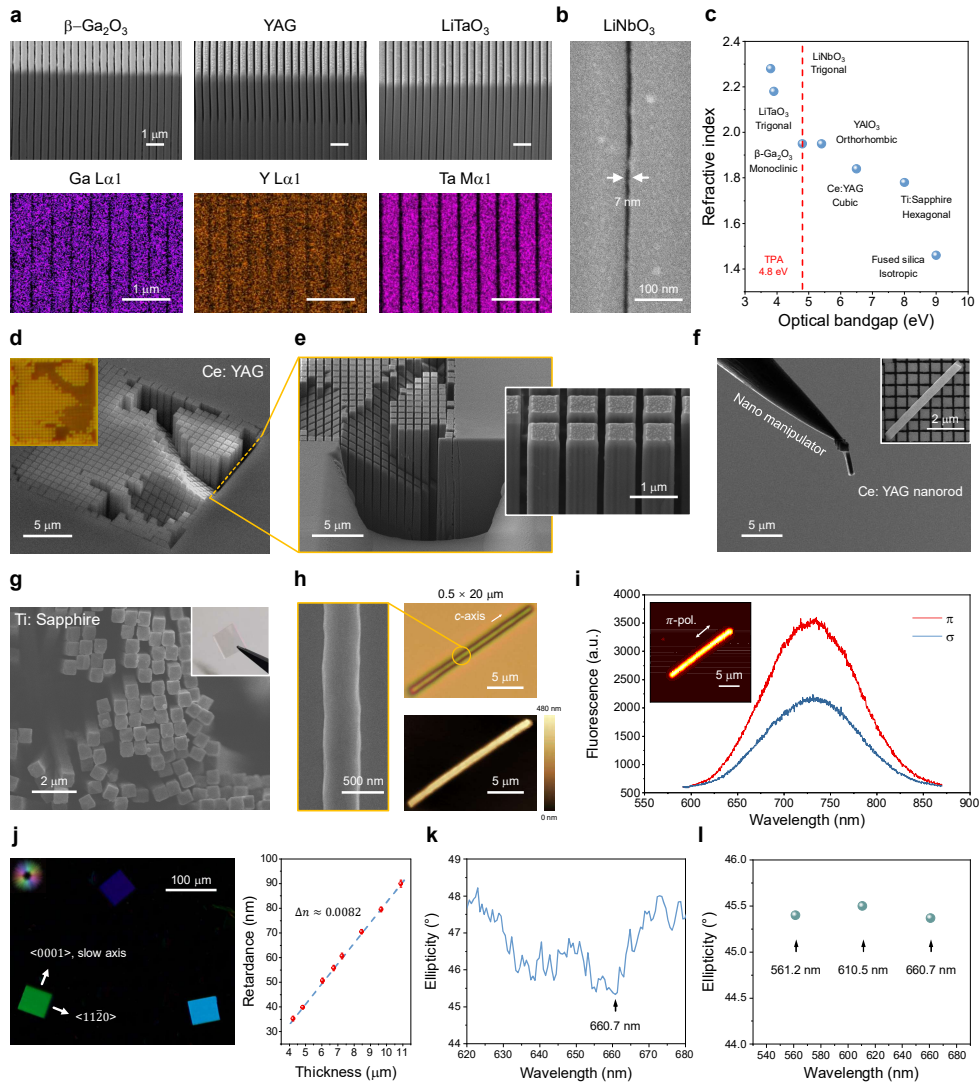 a
β−Ga₂O₃
YAG
LiTaO₃
1 μm
Ga Lα1
Y Lα1
Ta Mα1
1 μm
b
LiNbO₃
7 nm
100 nm
c
2.4
2.2
2.0
1.8
1.6
1.4
Refractive index
LiNbO₃
Trigonal
LiTaO₃
Trigonal
YAlO₃
Orthorhombic
β-Ga₂O₃
Monoclinic
Ce:YAG
Cubic
Ti:Sapphire
Hexagonal
Fused silica
Isotropic
TPA
4.8 eV
3 4 5 6 7 8 9 10
Optical bandgap (eV)
d
Ce: YAG
5 μm
e
5 μm
1 μm
f
Nano manipulator
2 μm
Ce: YAG nanorod
5 μm
g
Ti: Sapphire
2 μm
h
0.5 × 20 μm
c-axis
5 μm
500 nm
480 nm
5 μm
0 nm
i
4000
3500
3000
2500
2000
1500
1000
500
Fluorescence (a.u.)
π-pol.
5 μm
π
σ
550 600 650 700 750 800 850 900
Wavelength (nm)
j
100 μm
<0001>, slow axis
<112̄0>
100
90
80
70
60
50
40
30
Retardance (nm)
Δn ≈ 0.0082
4 5 6 7 8 9 10 11
Thickness (μm)
k
49
48
47
46
45
44
Ellipticity (°)
660.7 nm
620 630 640 650 660 670 680
Wavelength (nm)
l
46.0
45.5
45.0
44.5
44.0
Ellipticity (°)
561.2 nm
610.5 nm
660.7 nm
540 560 580 600 620 640 660 680
Wavelength (nm)